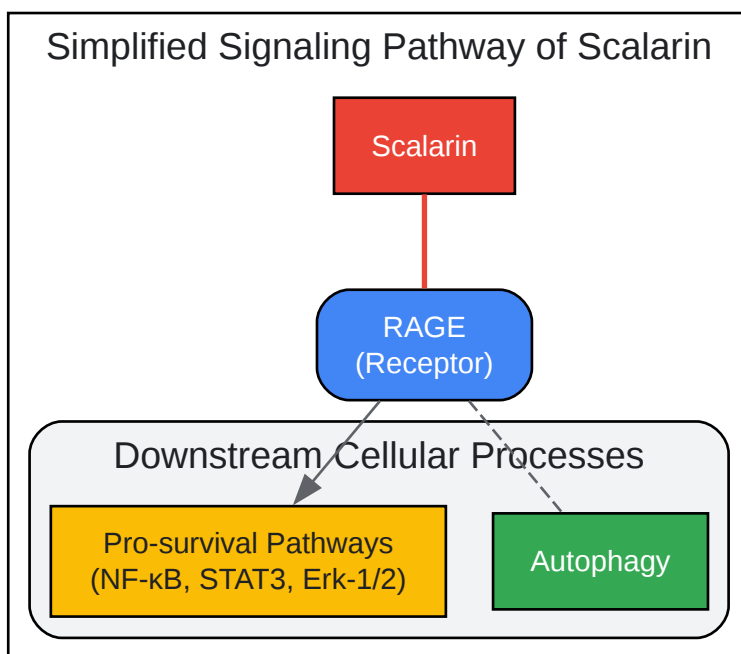 Simplified Signaling Pathway of Scalarin
Scalarin
RAGE
(Receptor)
Downstream Cellular Processes
Pro-survival Pathways
(NF-κB, STAT3, Erk-1/2)
Autophagy